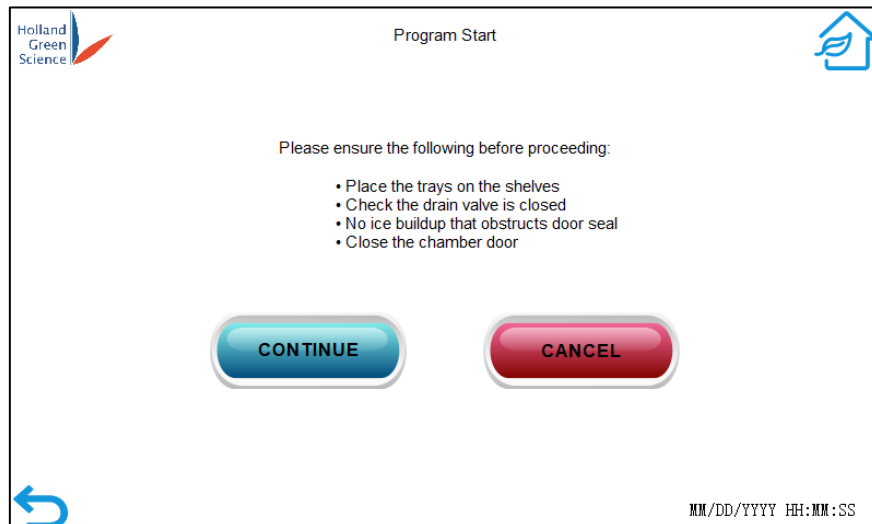 Holland
Green
Science
Program Start
Please ensure the following before proceeding:
• Place the trays on the shelves
• Check the drain valve is closed
• No ice buildup that obstructs door seal
• Close the chamber door
CONTINUE
CANCEL
MM/DD/YYYY HH:MM:SS